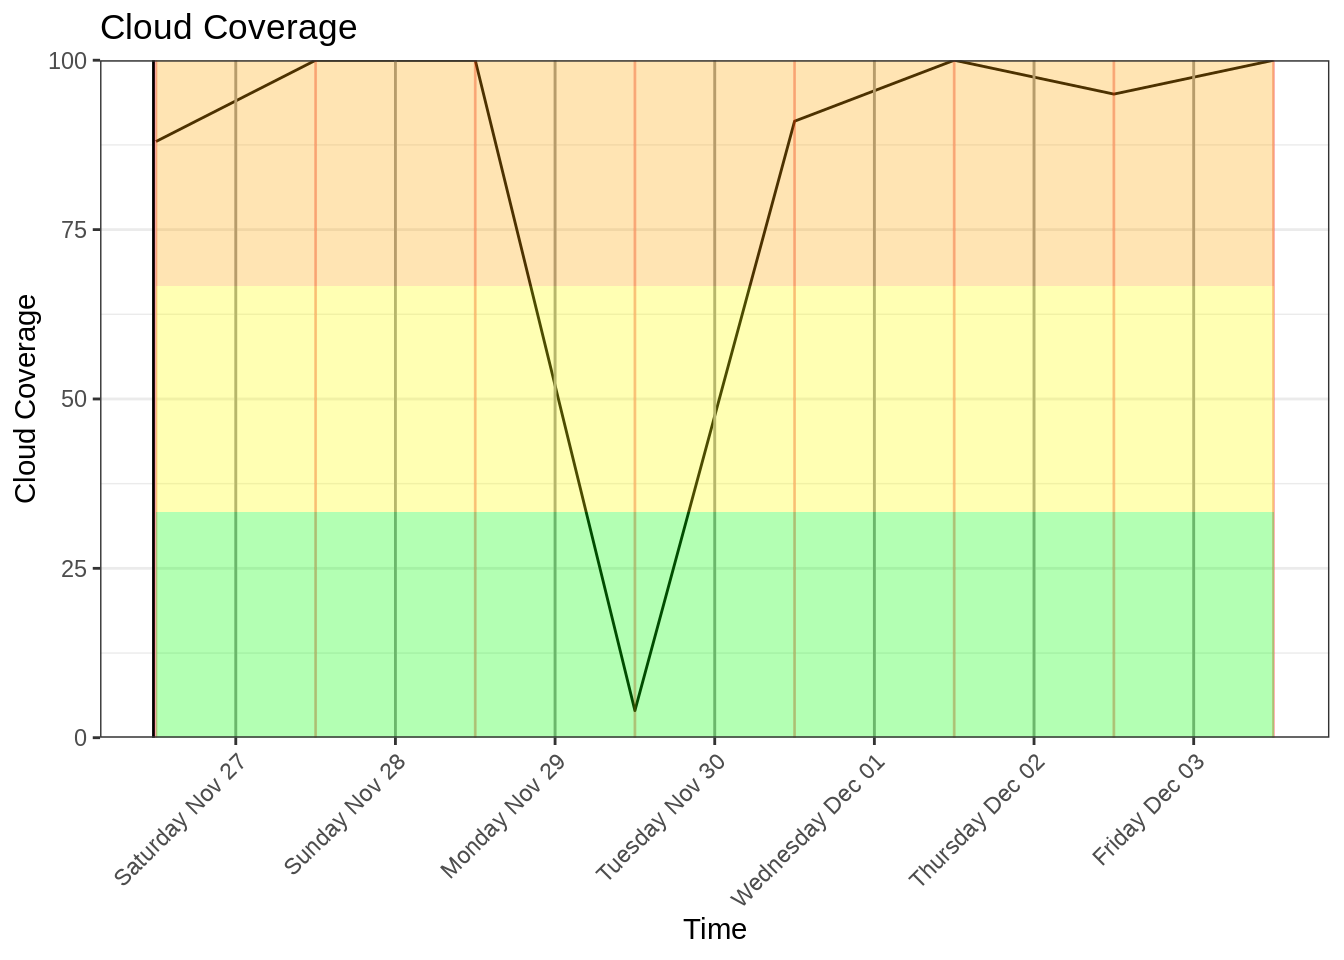 Cloud Coverage
100
75
50
25
0
Cloud Coverage
Saturday Nov 27
Sunday Nov 28
Monday Nov 29
Tuesday Nov 30
Wednesday Dec 01
Thursday Dec 02
Friday Dec 03
Time